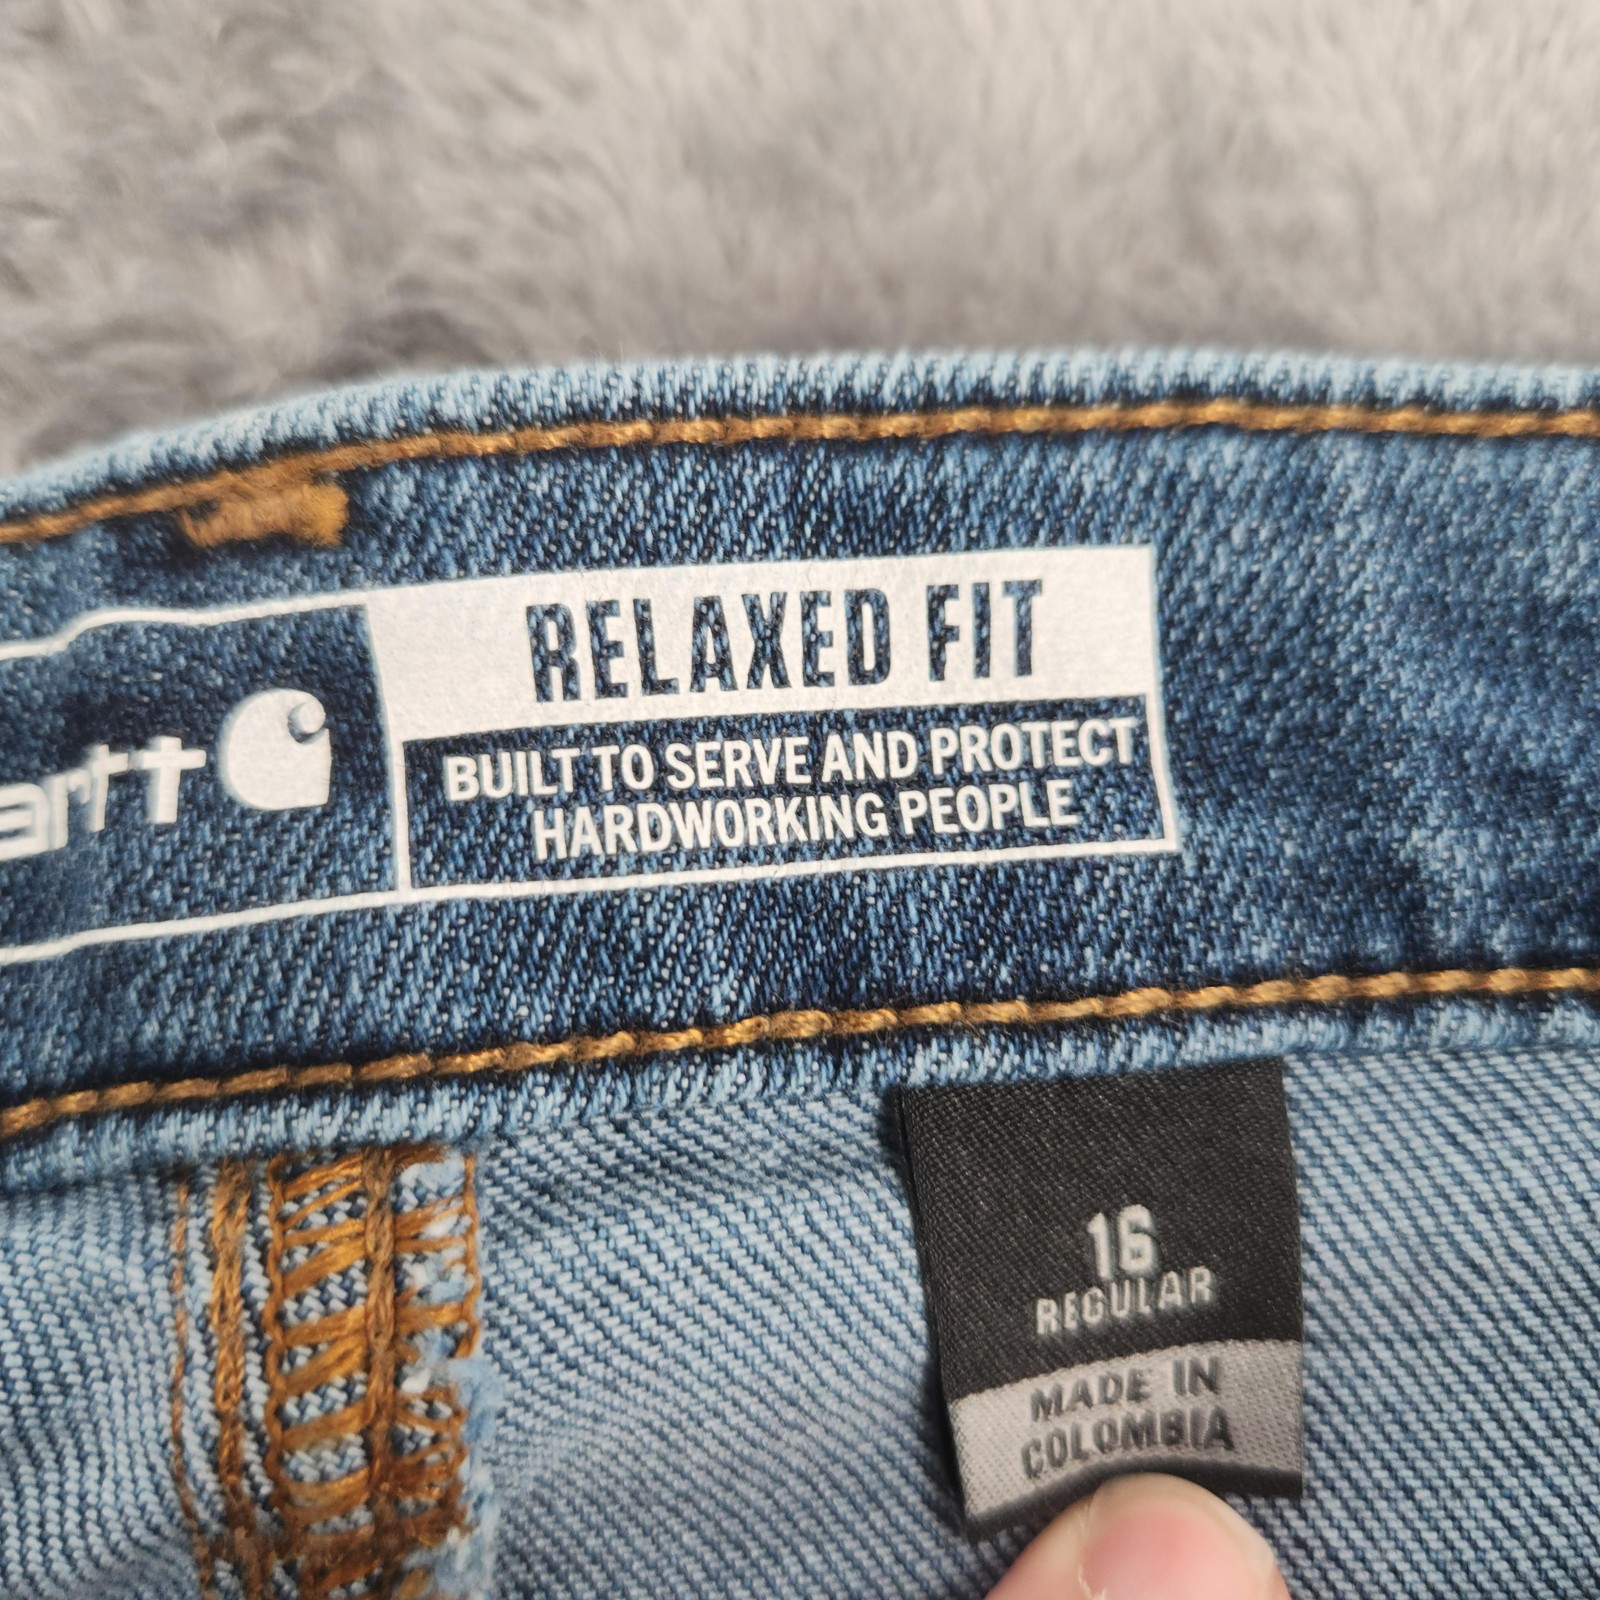 artt
RELAXED FIT
BUILT TO SERVE AND PROTECT
HARDWORKING PEOPLE
16
REGULAR
MADE IN
COLOMBIA